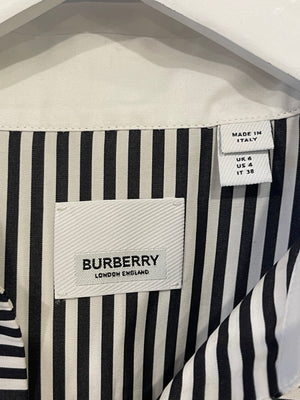 MADE IN
ITALY
UK 6
US 4
IT 38
BURBERRY
LONDON ENGLAND